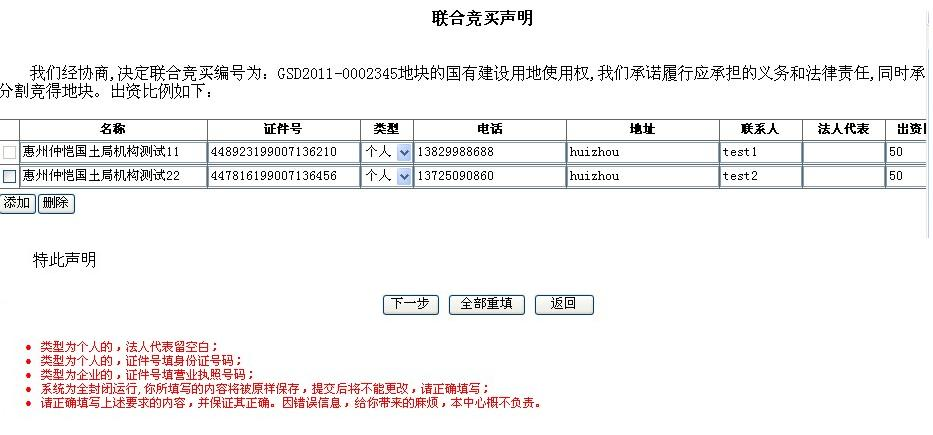 联合竞买声明
我们经协商,决定联合竞买编号为: GSD2011-0002345地块的国有建设用地使用权,我们承诺履行应承担的义务和法律责任,同时承
分割竞得地块。出资比例如下:
名称 证件号 类型 电话 地址 联系人 法人代表 出资
惠州仲恺国土局机构测试11 448923199007136210 个人 13829988688 huizhou test1 50
惠州仲恺国土局机构测试22 447816199007136456 个人 13725090860 huizhou test2 50
添加 删除
特此声明
下一步 全部重填 返回
类型为个人的，法人代表留空白；
类型为个人的，证件号填身份证号码；
类型为企业的，证件号填营业执照号码；
系统为全封闭运行,你所填写的内容将被原样保存，提交后将不能更改，请正确填写；
请正确填写上述要求的内容，并保证其正确。因错误信息，给你带来的麻烦，本中心概不负责。